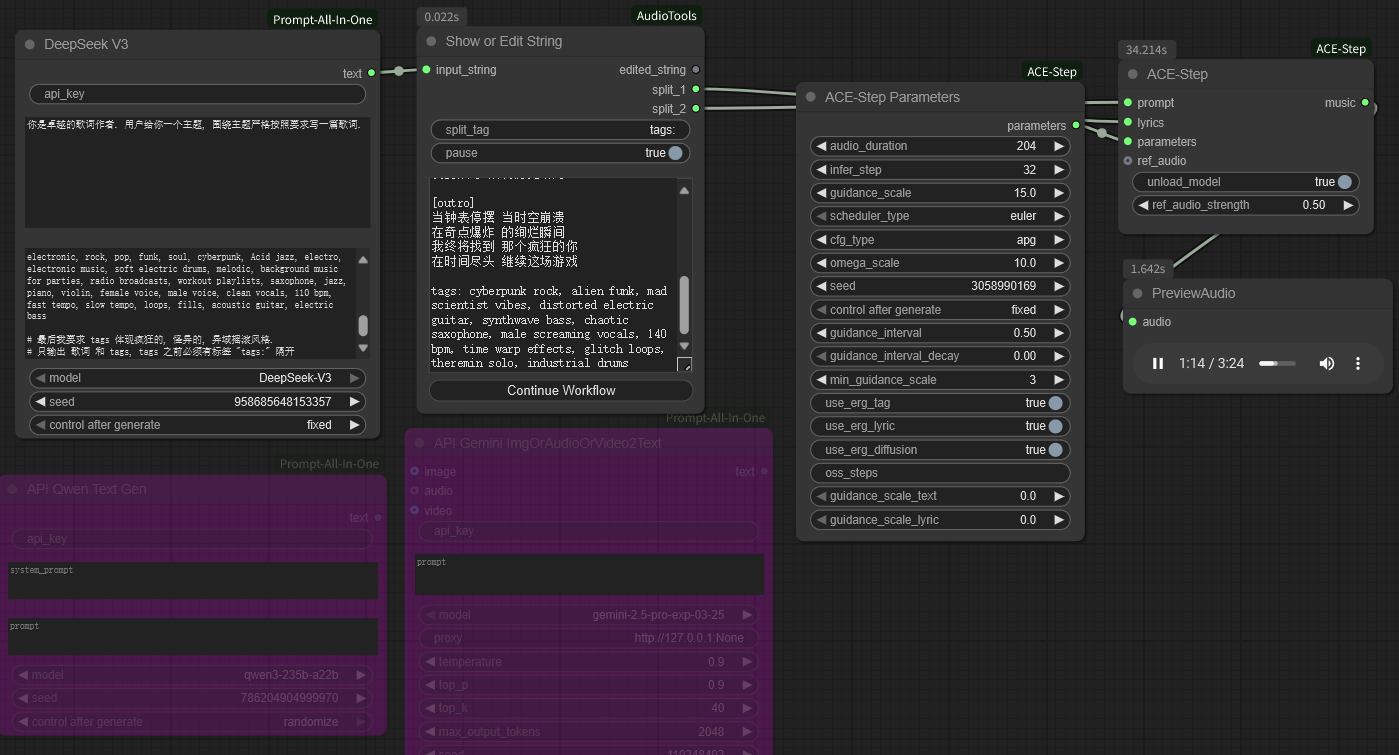 Prompt-All-In-One
DeepSeek V3
text
api_key
你是卓越的歌词作者. 用户给你一个主题, 围绕主题严格按照要求写一篇歌词.
electronic, rock, pop, funk, soul, cyberpunk, Acid jazz, electro,
electronic music, soft electric drums, melodic, background music
for parties, radio broadcasts, workout playlists, saxophone, jazz,
piano, violin, female voice, male voice, clean vocals, 110 bpm,
fast tempo, slow tempo, loops, fills, acoustic guitar, electric
bass
# 最后我要求 tags 体现疯狂的, 怪异的, 异域摇滚风格.
# 只输出 歌词 和 tags, tags 之前必须有标签 "tags:" 隔开
model DeepSeek-V3
seed 958685648153357
control after generate fixed
0.022s
AudioTools
Show or Edit String
input_string edited_string
split_1
split_2
split_tag tags:
pause true
[outro]
当钟表停摆 当时空崩溃
在奇点爆炸 的绚烂瞬间
我终将找到 那个疯狂的你
在时间尽头 继续这场游戏
tags: cyberpunk rock, alien funk, mad
scientist vibes, distorted electric
guitar, synthwave bass, chaotic
saxophone, male screaming vocals, 140
bpm, time warp effects, glitch loops,
theremin solo, industrial drums
Continue Workflow
ACE-Step
ACE-Step Parameters
parameters
audio_duration 204
infer_step 32
guidance_scale 15.0
scheduler_type euler
cfg_type apg
omega_scale 10.0
seed 3058990169
control after generate fixed
guidance_interval 0.50
guidance_interval_decay 0.00
min_guidance_scale 3
use_erg_tag true
use_erg_lyric true
use_erg_diffusion true
oss_steps
guidance_scale_text 0.0
guidance_scale_lyric 0.0
34.214s
ACE-Step
ACE-Step
prompt music
lyrics
parameters
ref_audio
unload_model true
ref_audio_strength 0.50
1.642s
PreviewAudio
audio
1:14 / 3:24
Prompt-All-In-One
API Qwen Text Gen
text
api_key
system_prompt
prompt
model qwen3-235b-a22b
seed 786204904999970
control after generate randomize
Prompt-All-In-One
API Gemini ImgOrAudioOrVideo2Text
image text
audio
video
api_key
prompt
model gemini-2.5-pro-exp-03-25
proxy http://127.0.0.1:None
temperature 0.9
top_p 0.9
top_k 40
max_output_tokens 2048